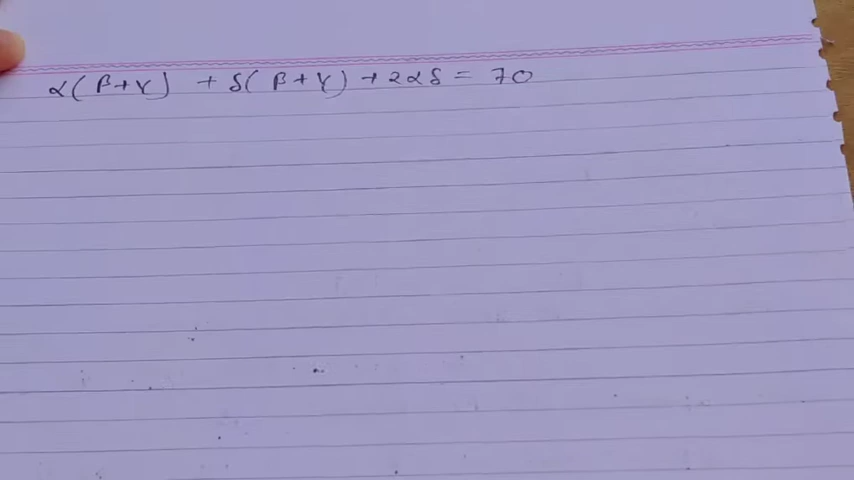 α(β+γ) + δ(β+γ) + 2αδ = 70